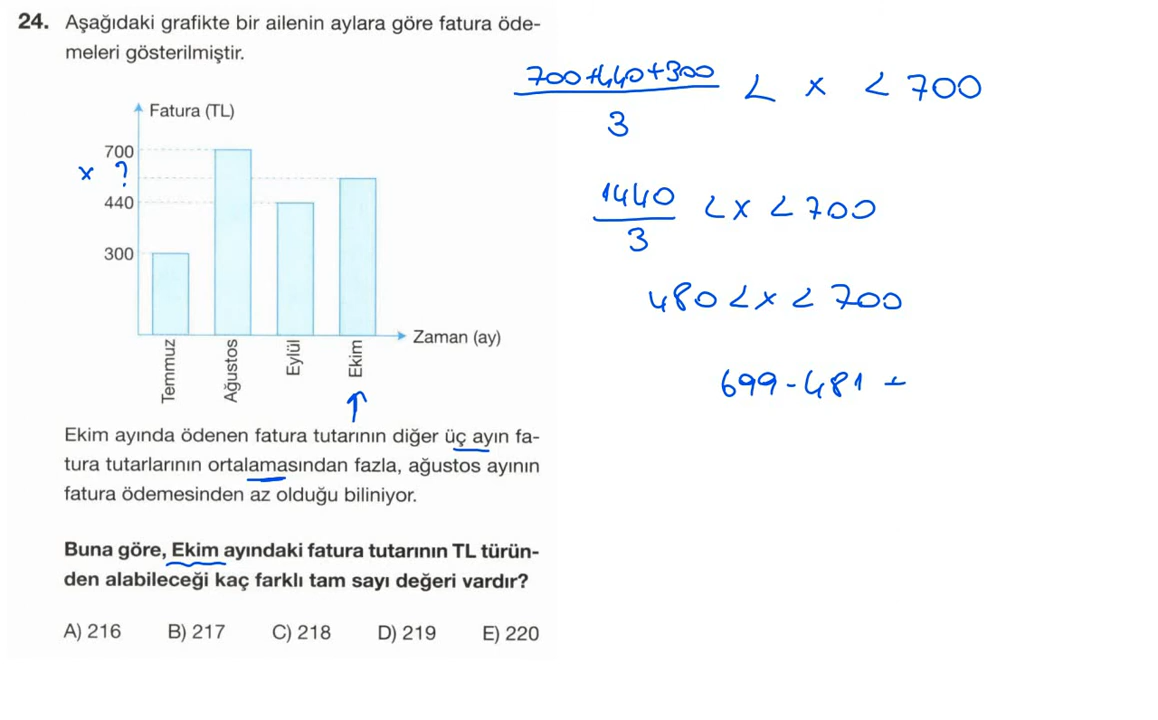 24. Aşağıdaki grafikte bir ailenin aylara göre fatura öde-
meleri gösterilmiştir.
Fatura (TL)
700
x ?
440
300
Temmuz
Ağustos
Eylül
Ekim
Zaman (ay)
Ekim ayında ödenen fatura tutarının diğer üç ayın fa-
tura tutarlarının ortalamasından fazla, ağustos ayının
fatura ödemesinden az olduğu biliniyor.
Buna göre, Ekim ayındaki fatura tutarının TL türün-
den alabileceği kaç farklı tam sayı değeri vardır?
A) 216 B) 217 C) 218 D) 219 E) 220
700+440+300 < x < 700
3
1440 < x < 700
3
480 < x < 700
699-481 +